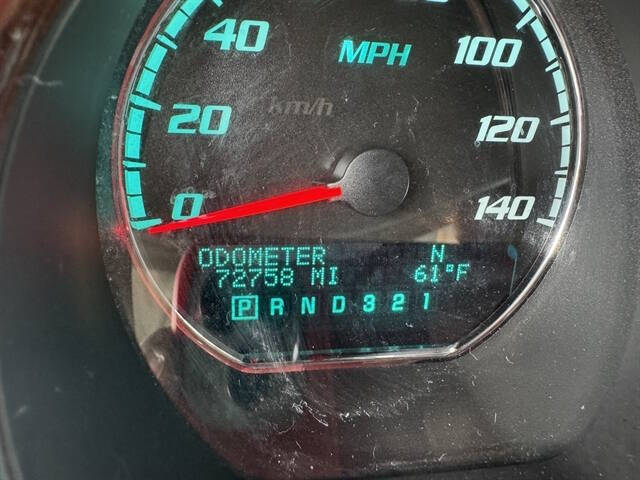 40
MPH
100
km/h
20
120
0
140
ODOMETER N
72758 MI 61°F
P R N D 3 2 1